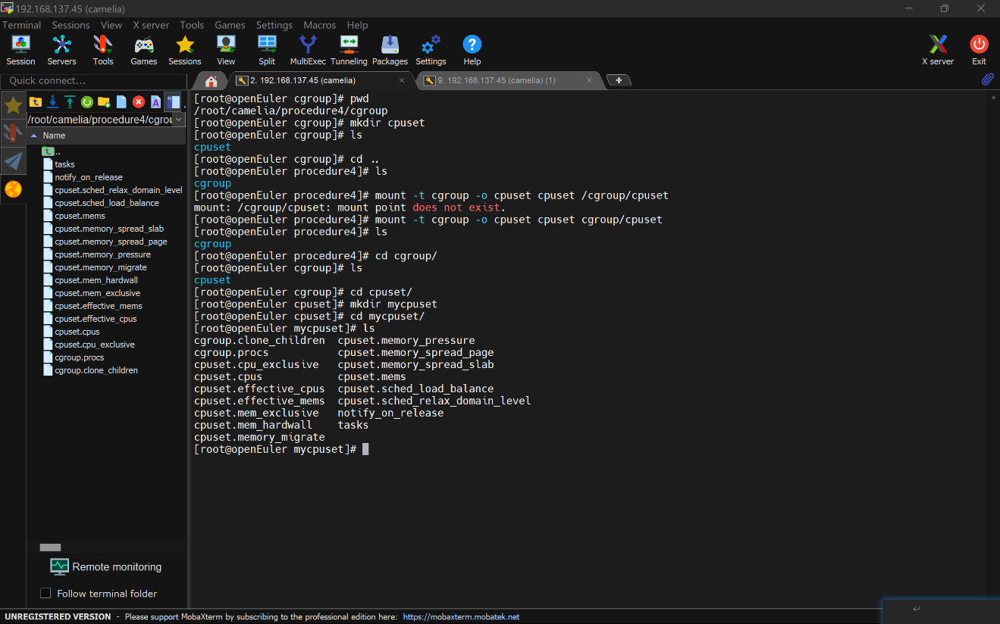 192.168.137.45 (camelia)
Terminal Sessions View X server Tools Games Settings Macros Help
Session Servers Tools Games Sessions View Split MultiExec Tunneling Packages Settings Help X server Exit
Quick connect...
2. 192.168.137.45 (camelia)
9. 192.168.137.45 (camelia) (1)
/root/camelia/procedure4/cgrou
Name
..
tasks
notify_on_release
cpuset.sched_relax_domain_level
cpuset.sched_load_balance
cpuset.mems
cpuset.memory_spread_slab
cpuset.memory_spread_page
cpuset.memory_pressure
cpuset.memory_migrate
cpuset.mem_hardwall
cpuset.mem_exclusive
cpuset.effective_mems
cpuset.effective_cpus
cpuset.cpus
cpuset.cpu_exclusive
cgroup.procs
cgroup.clone_children
Remote monitoring
Follow terminal folder
[root@openEuler cgroup]# pwd
/root/camelia/procedure4/cgroup
[root@openEuler cgroup]# mkdir cpuset
[root@openEuler cgroup]# ls
cpuset
[root@openEuler cgroup]# cd ..
[root@openEuler procedure4]# ls
cgroup
[root@openEuler procedure4]# mount -t cgroup -o cpuset cpuset /cgroup/cpuset
mount: /cgroup/cpuset: mount point does not exist.
[root@openEuler procedure4]# mount -t cgroup -o cpuset cpuset cgroup/cpuset
[root@openEuler procedure4]# ls
cgroup
[root@openEuler procedure4]# cd cgroup/
[root@openEuler cgroup]# ls
cpuset
[root@openEuler cgroup]# cd cpuset/
[root@openEuler cpuset]# mkdir mycpuset
[root@openEuler cpuset]# cd mycpuset/
[root@openEuler mycpuset]# ls
cgroup.clone_children cpuset.memory_pressure
cgroup.procs cpuset.memory_spread_page
cpuset.cpu_exclusive cpuset.memory_spread_slab
cpuset.cpus cpuset.mems
cpuset.effective_cpus cpuset.sched_load_balance
cpuset.effective_mems cpuset.sched_relax_domain_level
cpuset.mem_exclusive notify_on_release
cpuset.mem_hardwall tasks
cpuset.memory_migrate
[root@openEuler mycpuset]#
UNREGISTERED VERSION - Please support MobaXterm by subscribing to the professional edition here: https://mobaxterm.mobatek.net